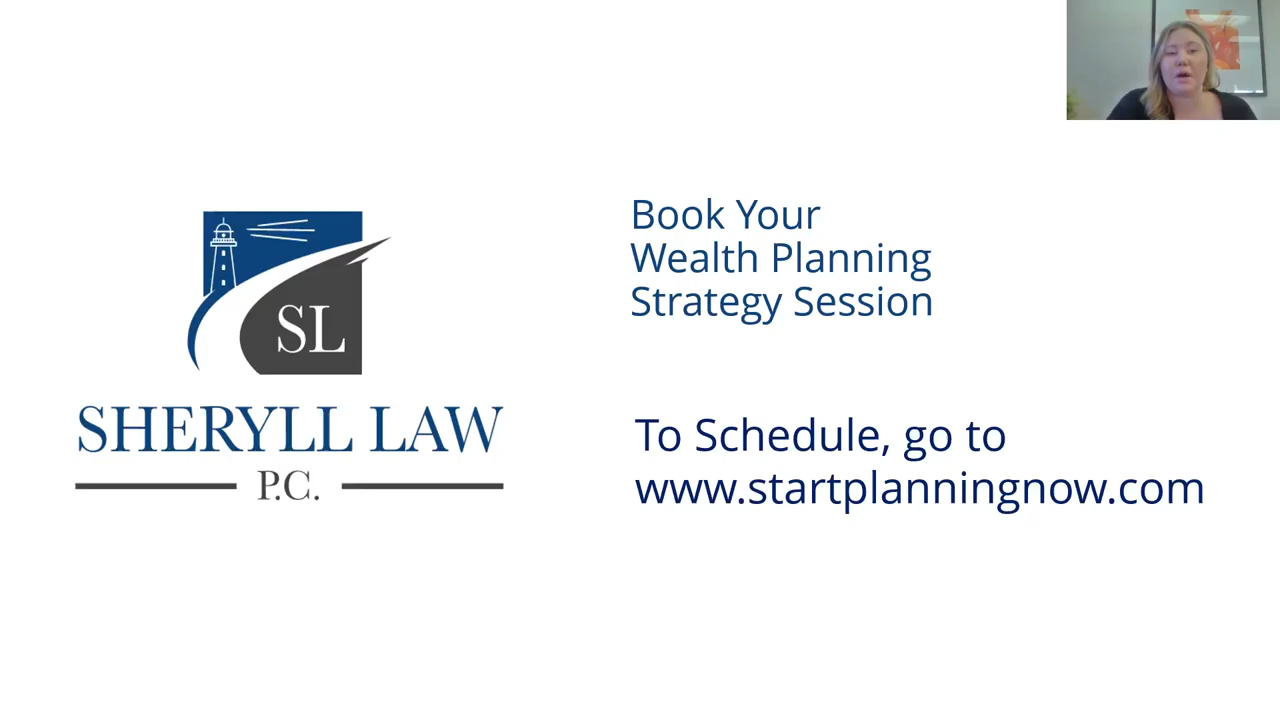 SL
SHERYLL LAW
P.C.
Book Your
Wealth Planning
Strategy Session
To Schedule, go to
www.startplanningnow.com